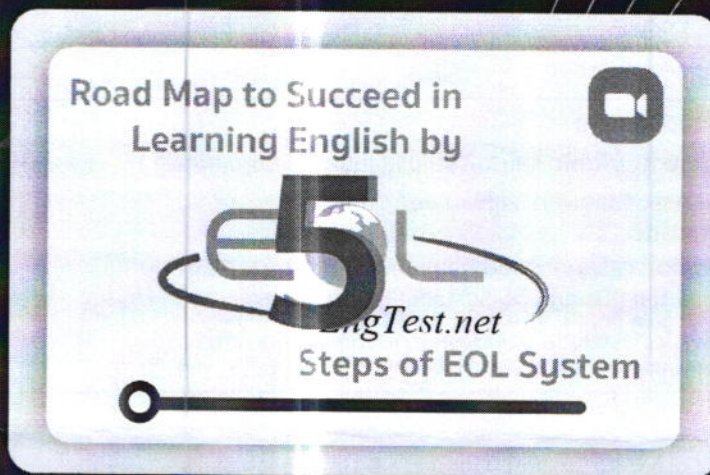 Road Map to Succeed in
Learning English by
5
EOL
EngTest.net
Steps of EOL System